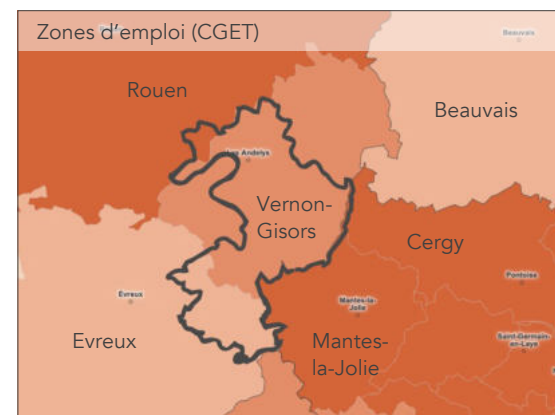 Zones d'emploi (CGET)
Beauvais
Rouen
Beauvais
Les Andelys
Vernon-
Gisors
Cergy
Pontoise
Évreux
Mantes-la-
Jolie
Saint-Germain-
en-Laye
Evreux
Mantes-
la-Jolie